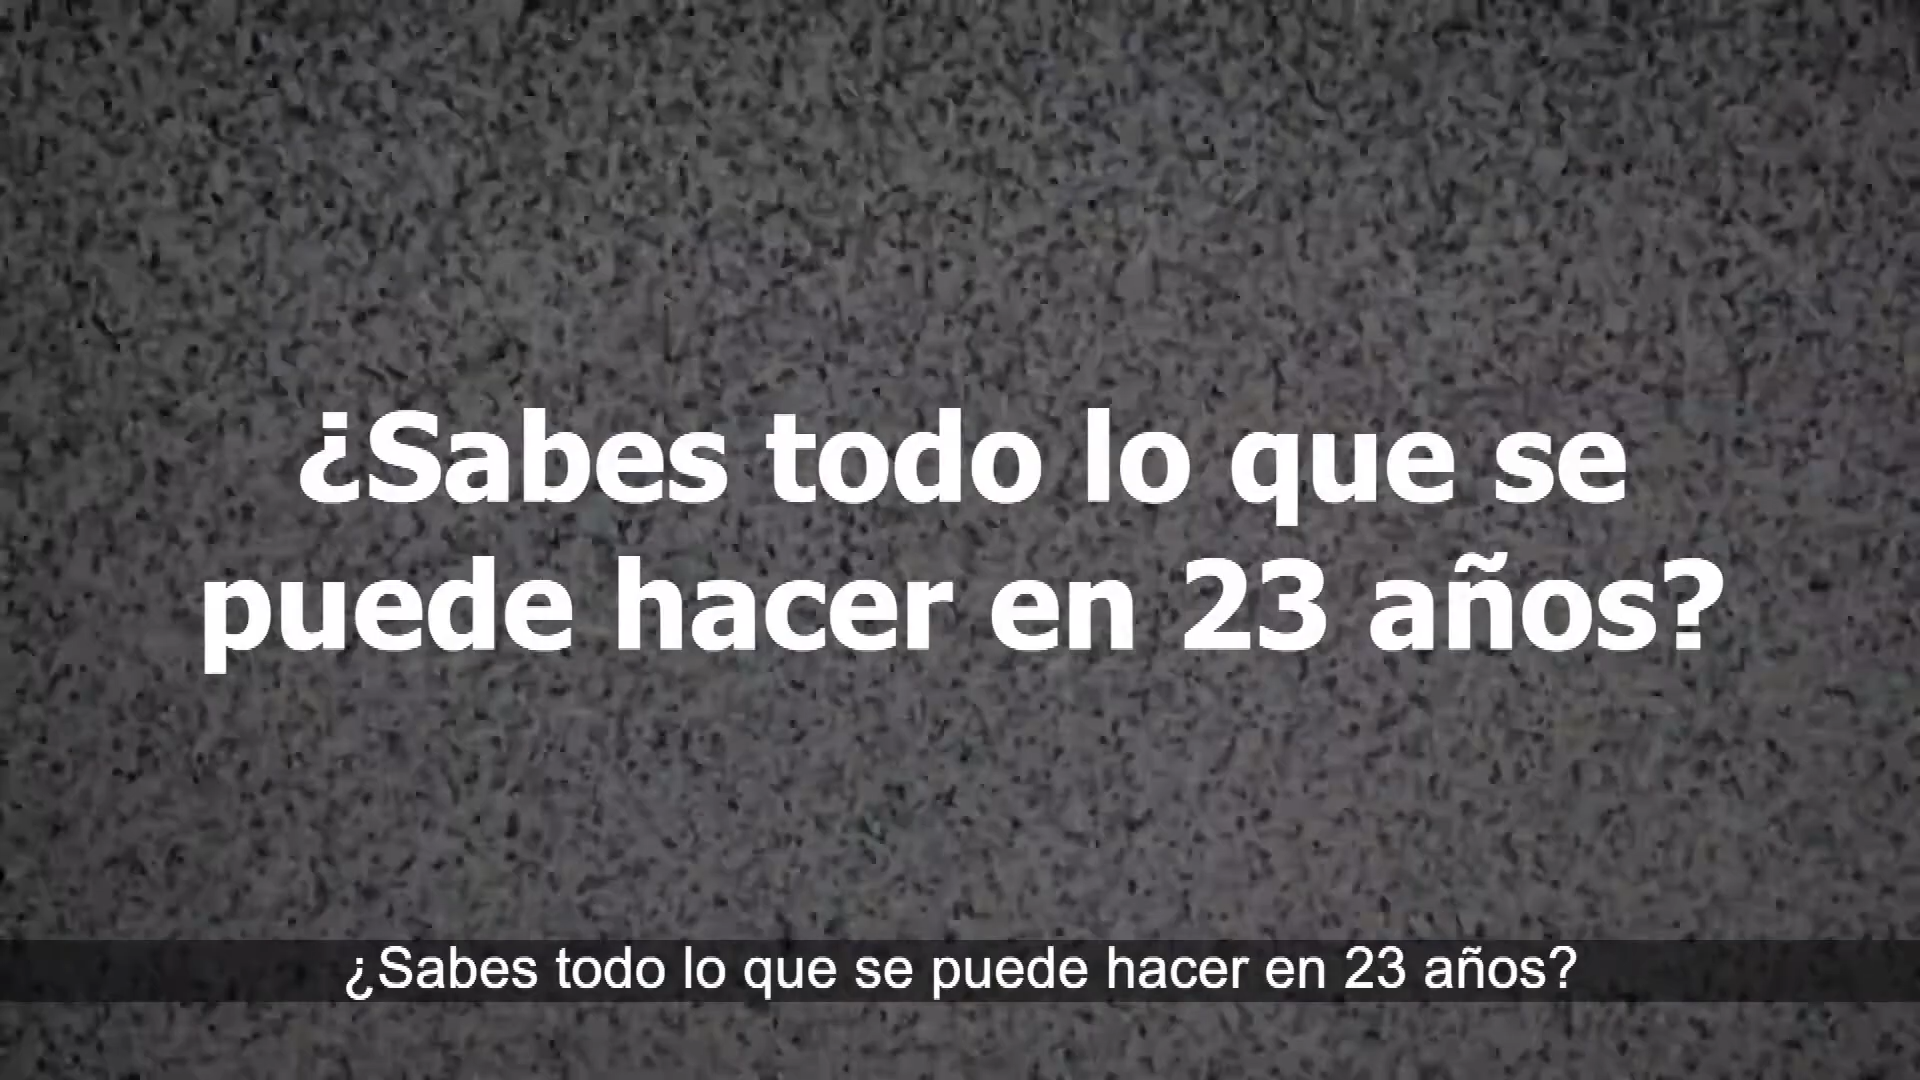 ¿Sabes todo lo que se
puede hacer en 23 años?
¿Sabes todo lo que se puede hacer en 23 años?